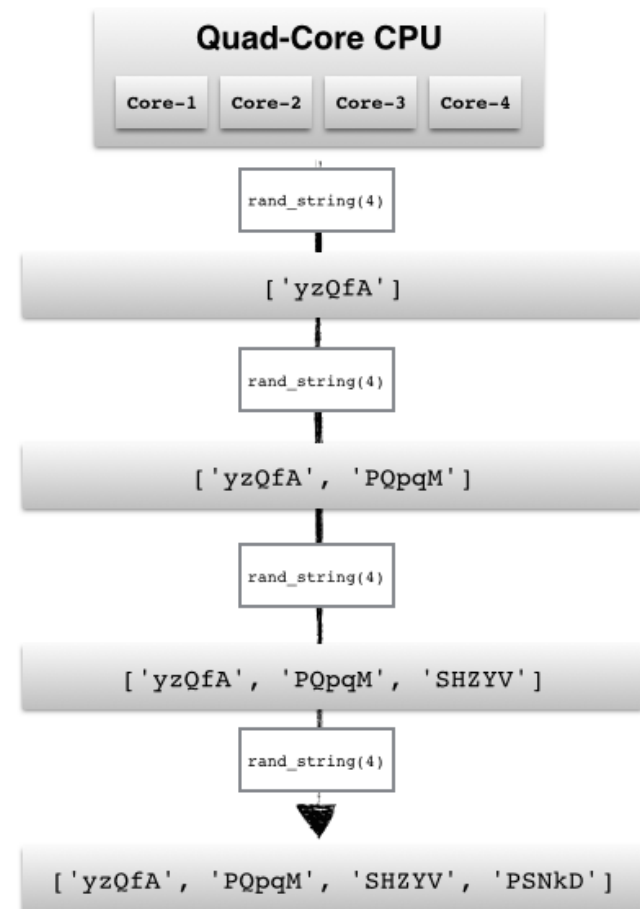 Quad-Core CPU
Core-1 Core-2 Core-3 Core-4
rand_string(4)
['yzQfA']
rand_string(4)
['yzQfA', 'PQpqM']
rand_string(4)
['yzQfA', 'PQpqM', 'SHZYV']
rand_string(4)
['yzQfA', 'PQpqM', 'SHZYV', 'PSNkD']